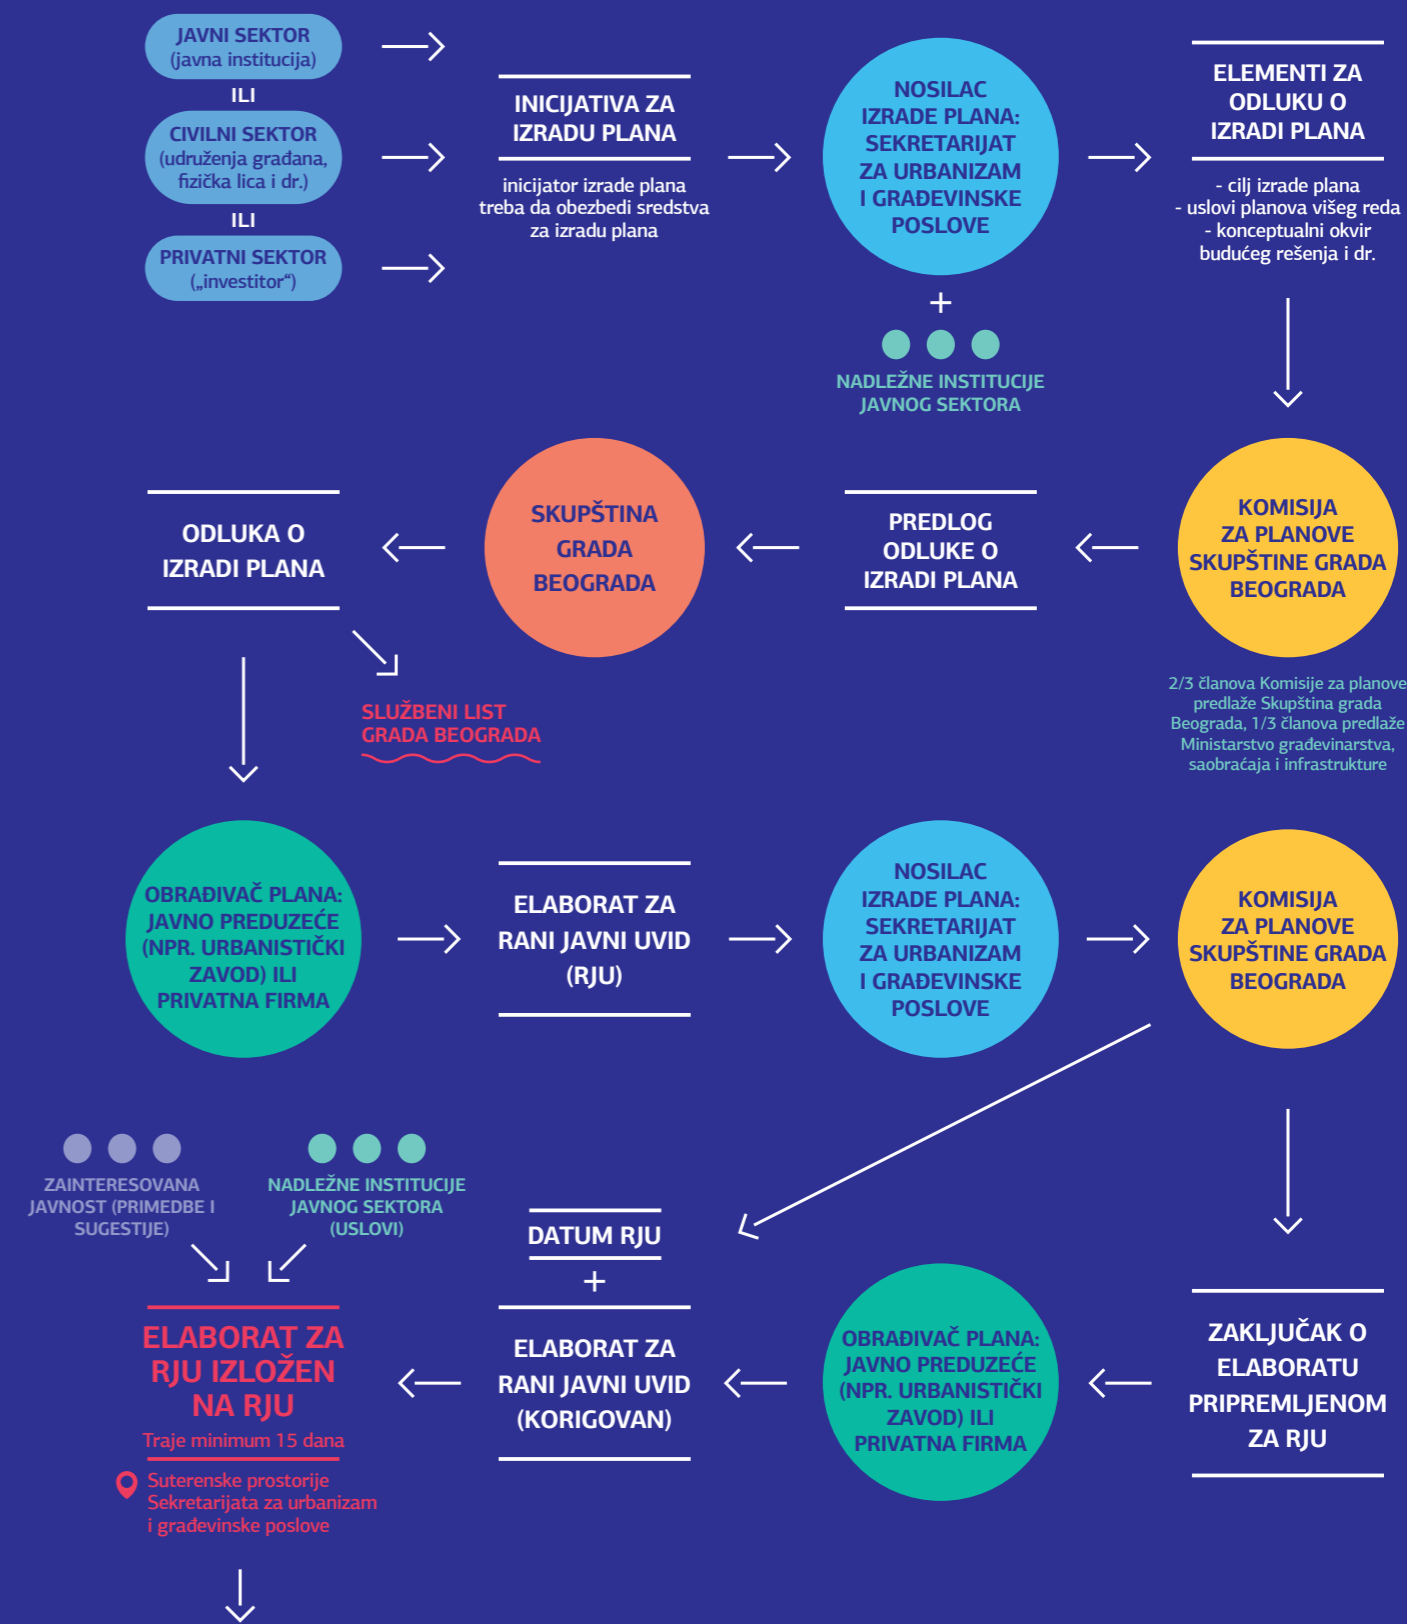 JAVNI SEKTOR
(javna institucija)
ILI
CIVILNI SEKTOR
(udruženja građana,
fizička lica i dr.)
ILI
PRIVATNI SEKTOR
(„investitor“)
INICIJATIVA ZA
IZRADU PLANA
inicijator izrade plana
treba da obezbedi sredstva
za izradu plana
NOSILAC
IZRADE PLANA:
SEKRETARIJAT
ZA URBANIZAM
I GRAĐEVINSKE
POSLOVE
+
NADLEŽNE INSTITUCIJE
JAVNOG SEKTORA
ELEMENTI ZA
ODLUKU O
IZRADI PLANA
- cilj izrade plana
- uslovi planova višeg reda
- konceptualni okvir
budućeg rešenja i dr.
KOMISIJA
ZA PLANOVE
SKUPŠTINE GRADA
BEOGRADA
2/3 članova Komisije za planove
predlaže Skupština grada
Beograda, 1/3 članova predlaže
Ministarstvo građevinarstva,
saobraćaja i infrastrukture
PREDLOG
ODLUKE O
IZRADI PLANA
SKUPŠTINA
GRADA
BEOGRADA
ODLUKA O
IZRADI PLANA
SLUŽBENI LIST
GRADA BEOGRADA
OBRAĐIVAČ PLANA:
JAVNO PREDUZEĆE
(NPR. URBANISTIČKI
ZAVOD) ILI
PRIVATNA FIRMA
ELABORAT ZA
RANI JAVNI UVID
(RJU)
NOSILAC
IZRADE PLANA:
SEKRETARIJAT
ZA URBANIZAM
I GRAĐEVINSKE
POSLOVE
KOMISIJA
ZA PLANOVE
SKUPŠTINE GRADA
BEOGRADA
ZAKLJUČAK O
ELABORATU
PRIPREMLJENOM
ZA RJU
OBRAĐIVAČ PLANA:
JAVNO PREDUZEĆE
(NPR. URBANISTIČKI
ZAVOD) ILI
PRIVATNA FIRMA
DATUM RJU
+
ELABORAT ZA
RANI JAVNI UVID
(KORIGOVAN)
ZAINTERESOVANA
JAVNOST (PRIMEDBE I
SUGESTIJE)
NADLEŽNE INSTITUCIJE
JAVNOG SEKTORA
(USLOVI)
ELABORAT ZA
RJU IZLOŽEN
NA RJU
Traje minimum 15 dana
Suterenske prostorije
Sekretarijata za urbanizam
i građevinske poslove